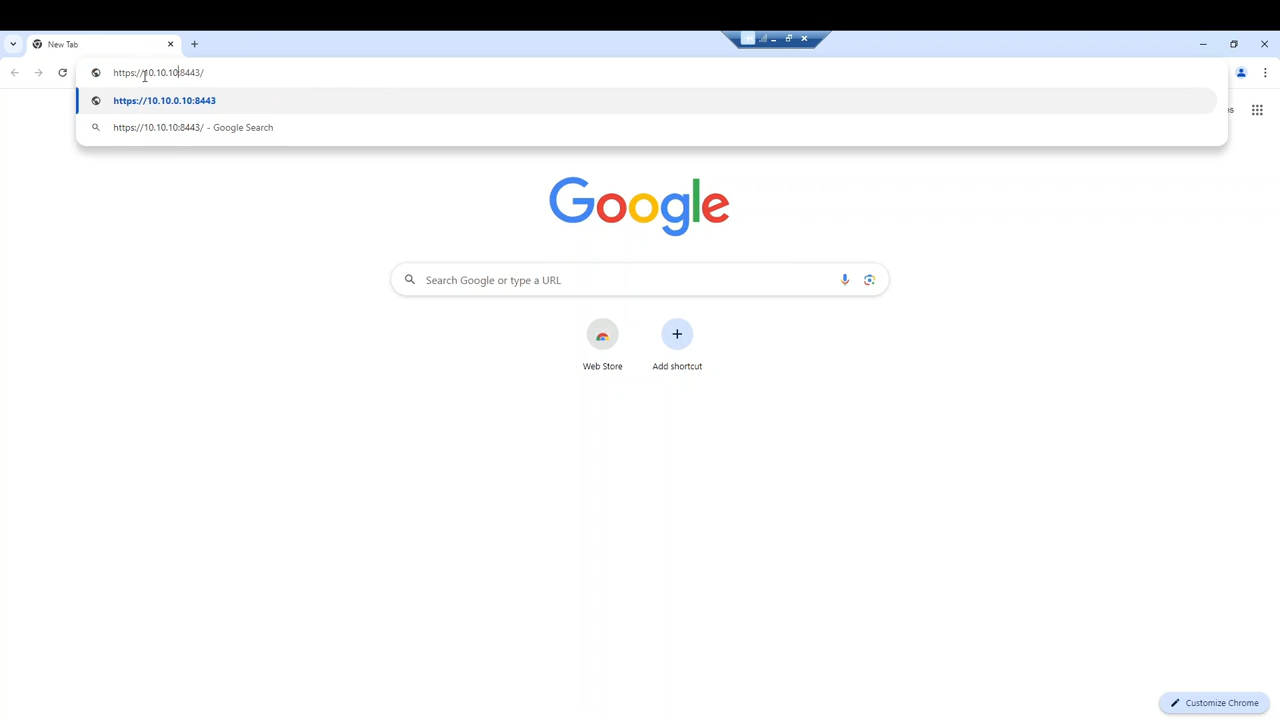 New Tab
https://10.10.10:8443/
https://10.10.0.10:8443
https://10.10.10:8443/ - Google Search
Google
Search Google or type a URL
Web Store
Add shortcut
Customize Chrome